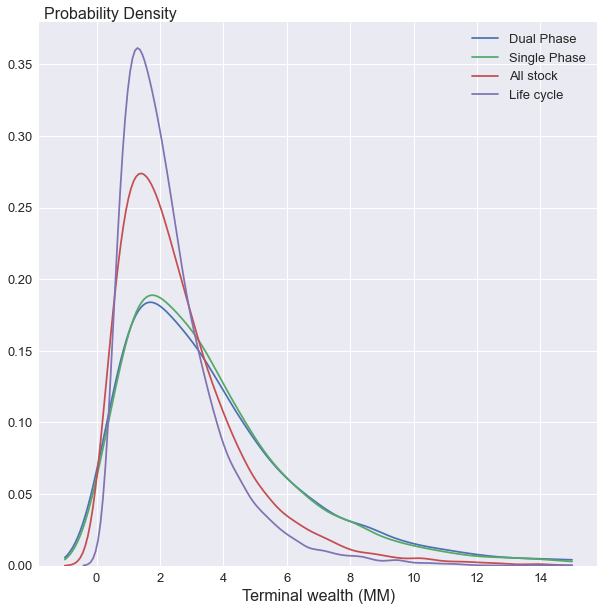 Probability Density
Dual Phase
Single Phase
All stock
Life cycle
0.35
0.30
0.25
0.20
0.15
0.10
0.05
0.00
0 2 4 6 8 10 12 14
Terminal wealth (MM)